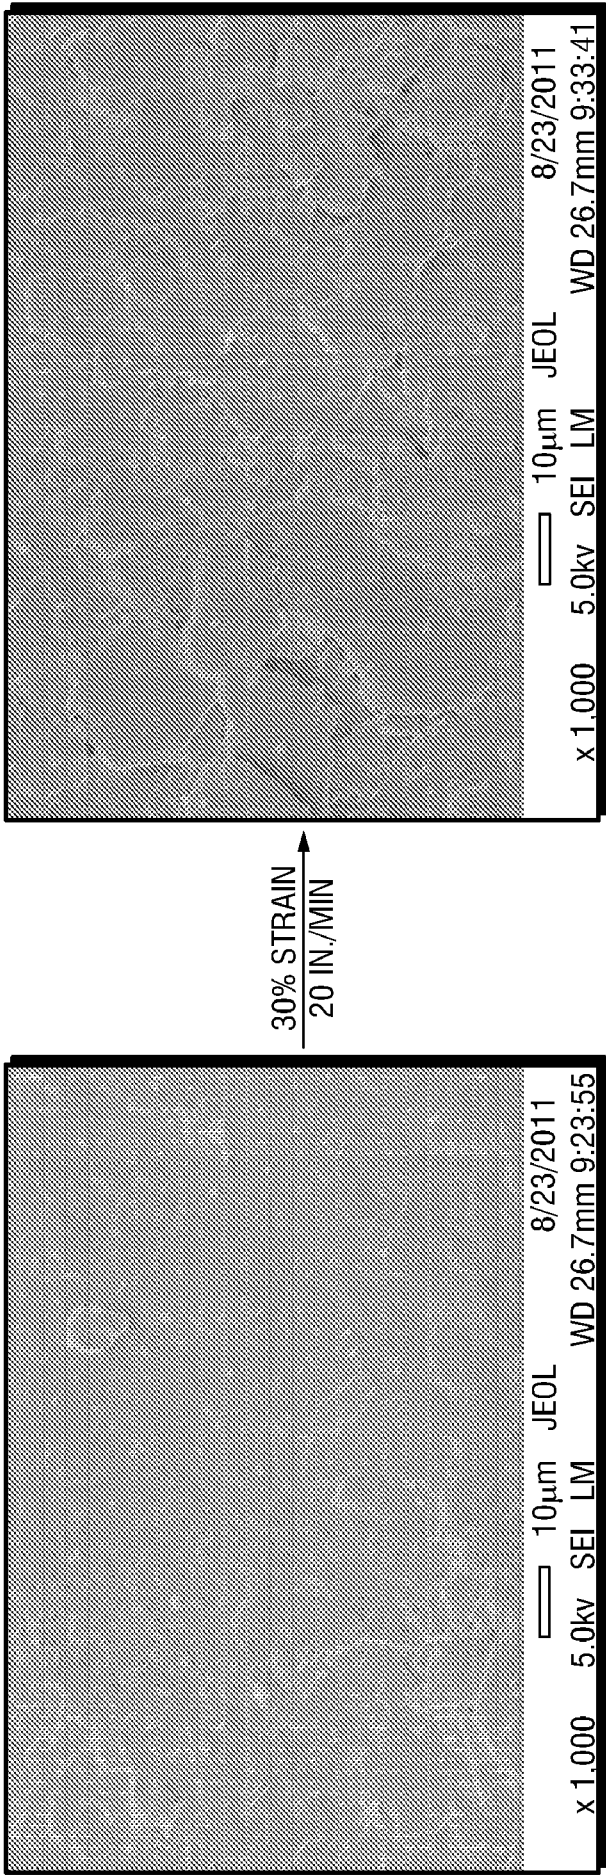 x 1,000 10μm JEOL 8/23/2011
5.0kv SEI LM WD 26.7mm 9:23:55
30% STRAIN
20 IN./MIN
x 1,000 10μm JEOL 8/23/2011
5.0kv SEI LM WD 26.7mm 9:33:41